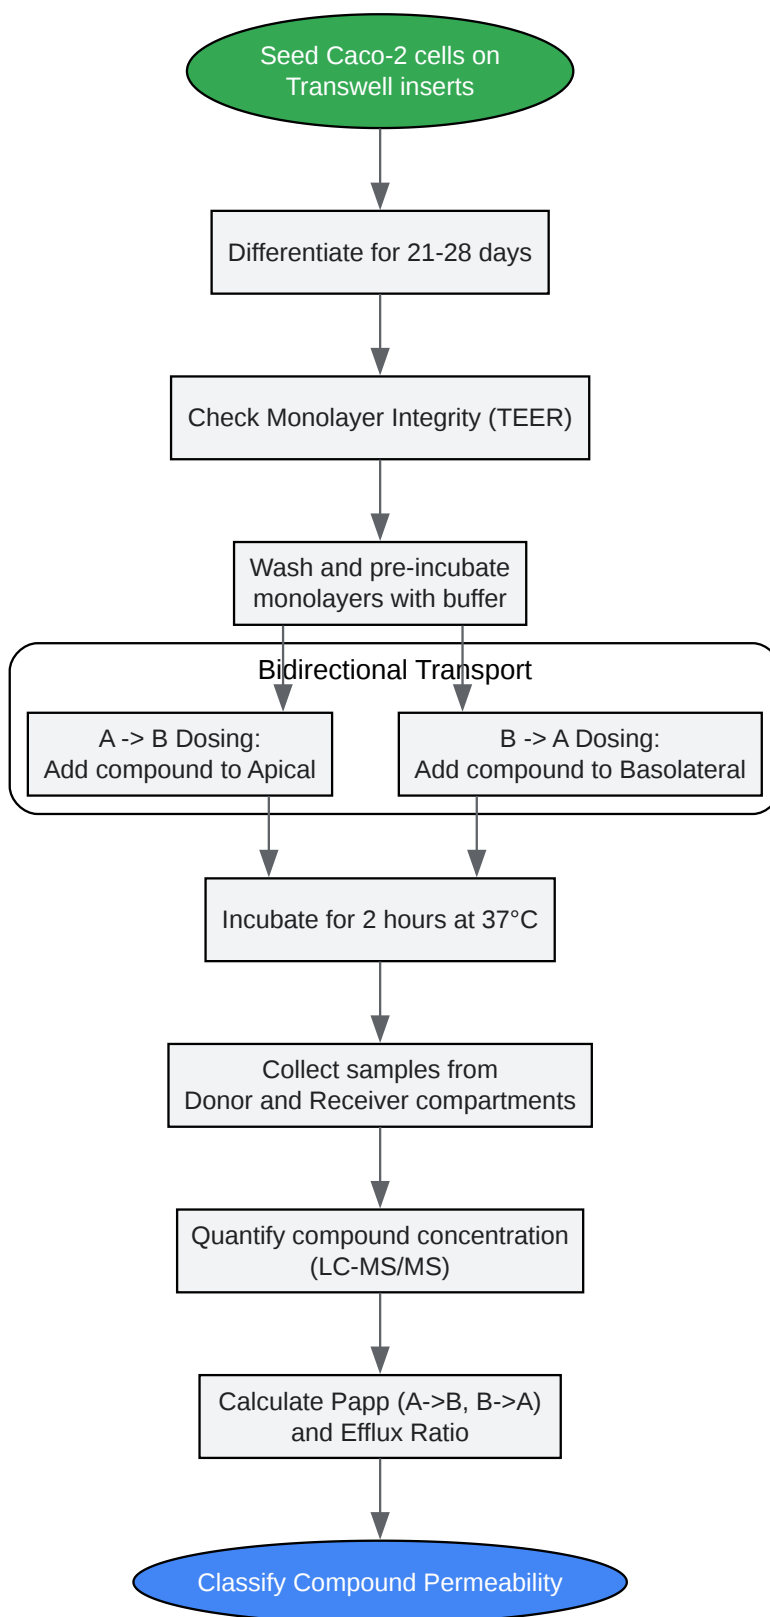 Seed Caco-2 cells on
Transwell inserts
Differentiate for 21-28 days
Check Monolayer Integrity (TEER)
Wash and pre-incubate
monolayers with buffer
Bidirectional Transport
A -> B Dosing:
Add compound to Apical
B -> A Dosing:
Add compound to Basolateral
Incubate for 2 hours at 37°C
Collect samples from
Donor and Receiver compartments
Quantify compound concentration
(LC-MS/MS)
Calculate Papp (A->B, B->A)
and Efflux Ratio
Classify Compound Permeability